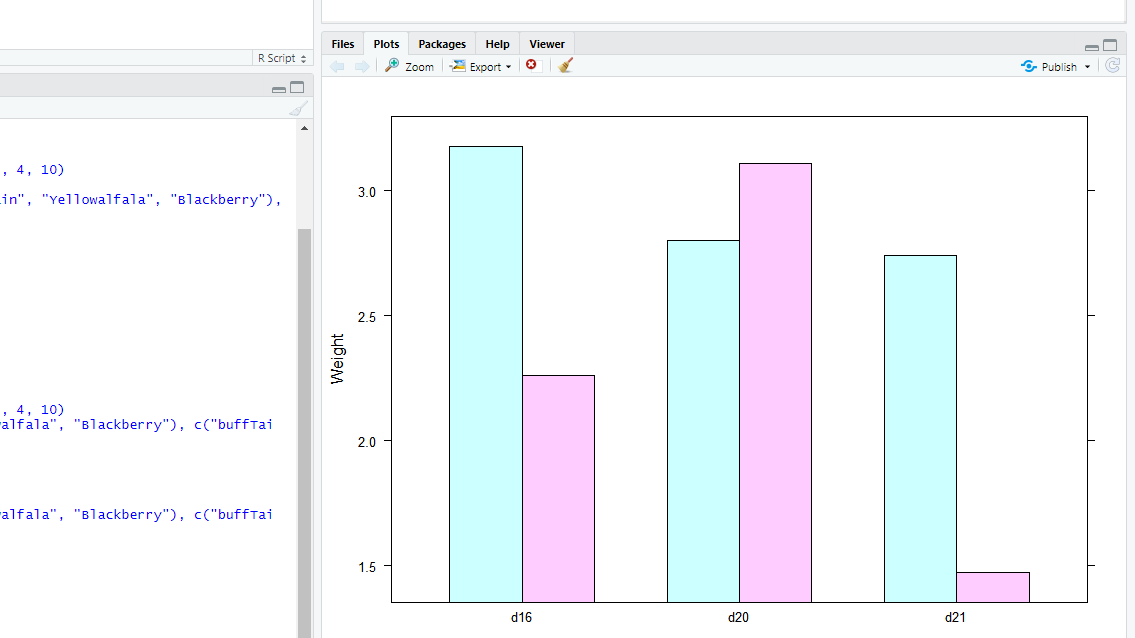 R Script
, 4, 10)
in", "Yellowalfala", "Blackberry"),
, 4, 10)
alfala", "Blackberry"), c("buffTai
alfala", "Blackberry"), c("buffTai
Files Plots Packages Help Viewer
Zoom Export Publish
3.0
2.5
2.0
1.5
Weight
d16 d20 d21